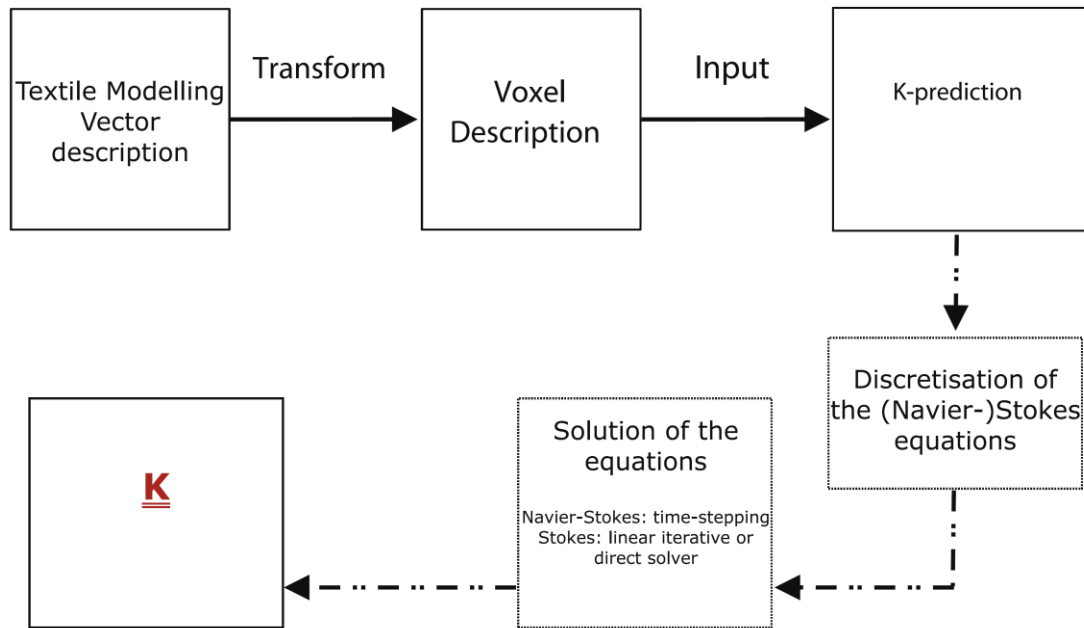 Textile Modelling
Vector
description
Transform
Voxel
Description
Input
K-prediction
Discretisation of
the (Navier-)Stokes
equations
Solution of the
equations
Navier-Stokes: time-stepping
Stokes: linear iterative or
direct solver
K